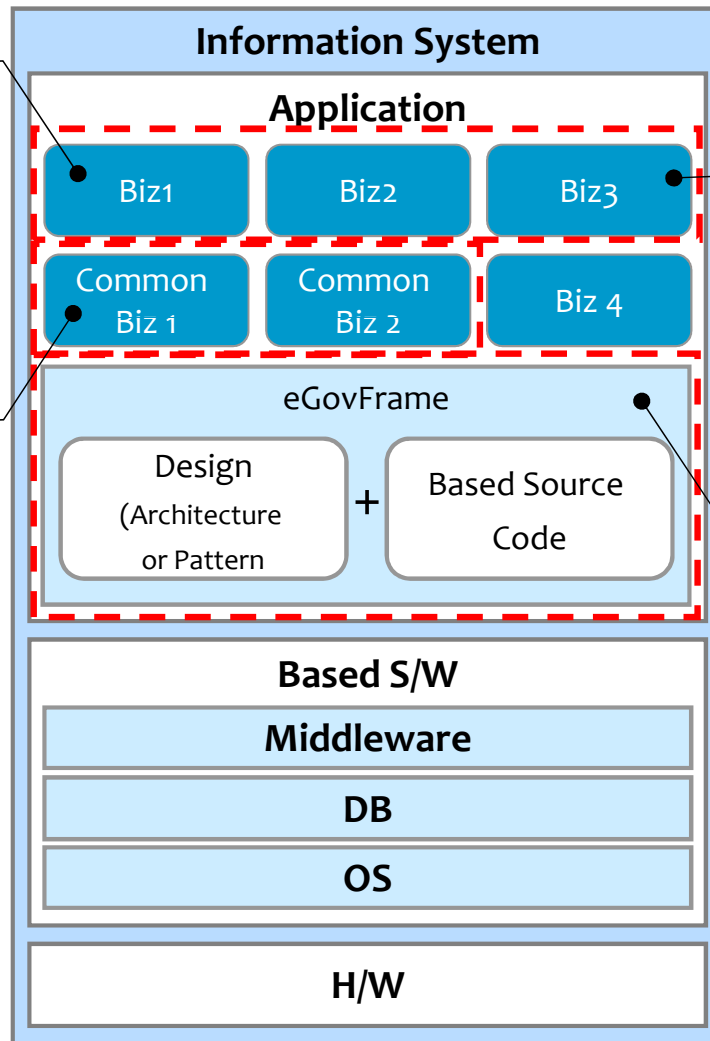 Information System
Application
Biz1
Biz2
Biz3
Common
Biz 1
Common
Biz 2
Biz 4
eGovFrame
Design
(Architecture
or Pattern
+
Based Source
Code
Based S/W
Middleware
DB
OS
H/W